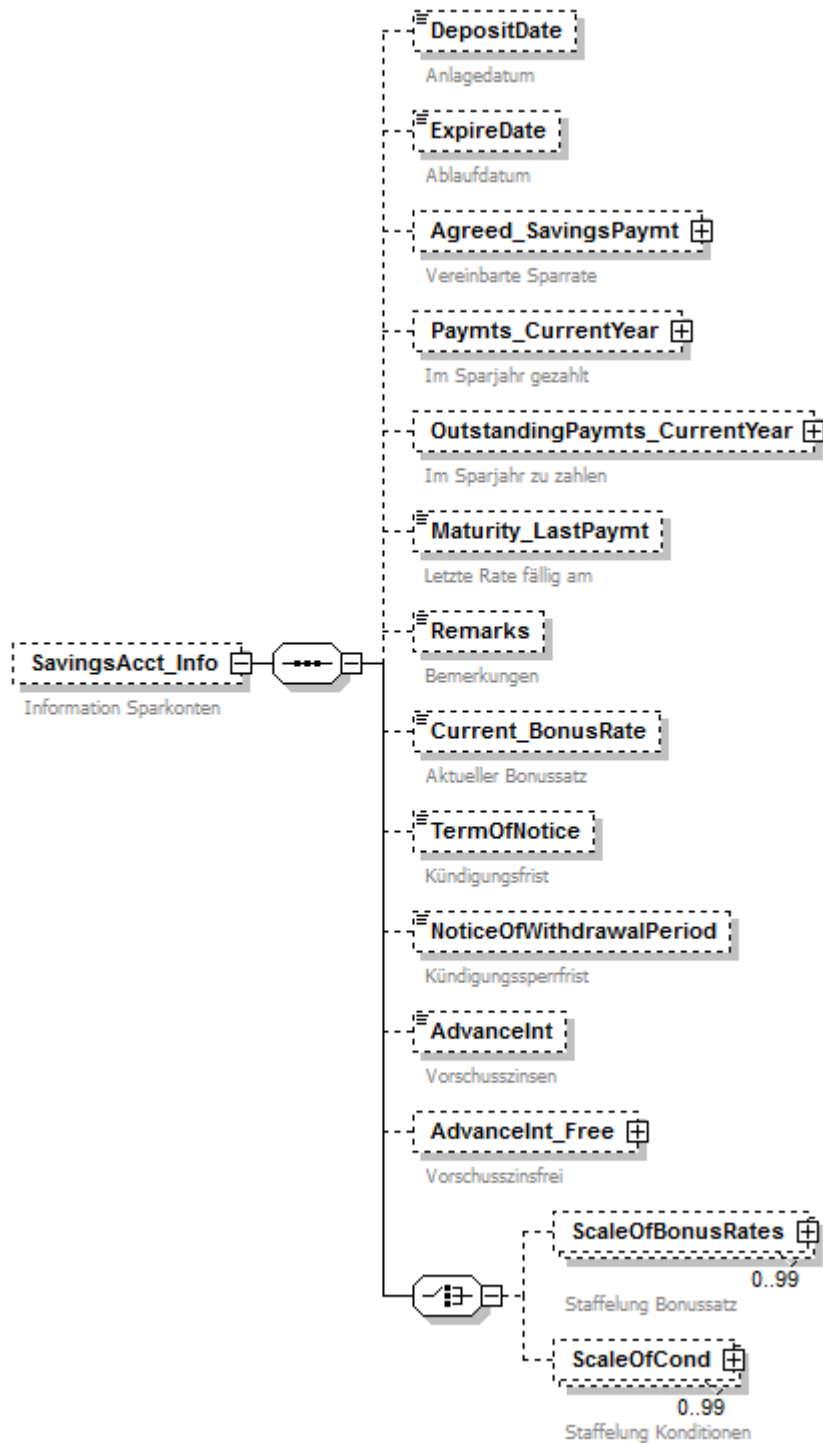 DepositDate
Anlagedatum
ExpireDate
Ablaufdatum
Agreed_SavingsPaymt
Vereinbarte Sparrate
Paymts_CurrentYear
Im Sparjahr gezahlt
OutstandingPaymts_CurrentYear
Im Sparjahr zu zahlen
Maturity_LastPaymt
Letzte Rate fällig am
Remarks
Bemerkungen
SavingsAcct_Info
Information Sparkonten
Current_BonusRate
Aktueller Bonussatz
TermOfNotice
Kündigungsfrist
NoticeOfWithdrawalPeriod
Kündigungssperrfrist
AdvanceInt
Vorschusszinsen
AdvanceInt_Free
Vorschusszinsfrei
ScaleOfBonusRates
0..99
Staffelung Bonussatz
ScaleOfCond
0..99
Staffelung Konditionen